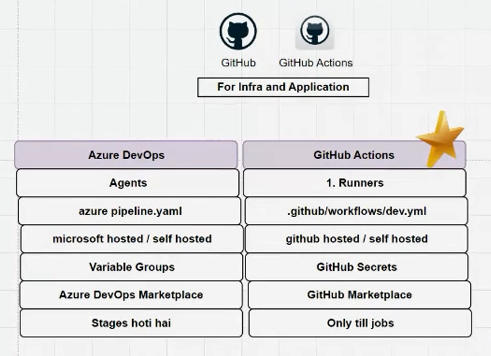 GitHub
GitHub Actions
For Infra and Application
Azure DevOps
GitHub Actions
Agents
1. Runners
azure pipeline.yaml
.github/workflows/dev.yml
microsoft hosted / self hosted
github hosted / self hosted
Variable Groups
GitHub Secrets
Azure DevOps Marketplace
GitHub Marketplace
Stages hoti hai
Only till jobs